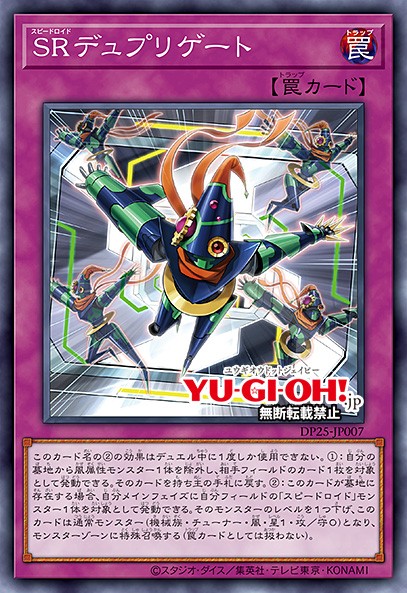 スピードロイド
SRデュプリゲート
トラップ
罠
トラップ
【罠カード】
ユウギオウドットジェイピー
YU-GI-OH!.jp
無断転載禁止
DP25-JP007
このカード名の②の効果はデュエル中に1度しか使用できない。①：自分の
墓地から風属性モンスター1体を除外し、相手フィールドのカード1枚を対象
として発動できる。そのカードを持ち主の手札に戻す。②：このカードが墓地に
存在する場合、自分メインフェイズに自分フィールドの「スピードロイド」モン
スター1体を対象として発動できる。そのモンスターのレベルを1つ下げ、この
カードは通常モンスター（機械族・チューナー・風・星1・攻／守０）となり、
モンスターゾーンに特殊召喚する（罠カードとしては扱わない）。
©スタジオ・ダイス／集英社・テレビ東京・KONAMI